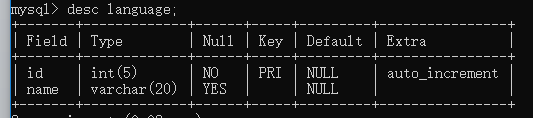 mysql> desc language;
+-------+-------------+------+-----+---------+----------------+
| Field | Type | Null | Key | Default | Extra |
+-------+-------------+------+-----+---------+----------------+
| id | int(5) | NO | PRI | NULL | auto_increment |
| name | varchar(20) | YES | | NULL | |
+-------+-------------+------+-----+---------+----------------+